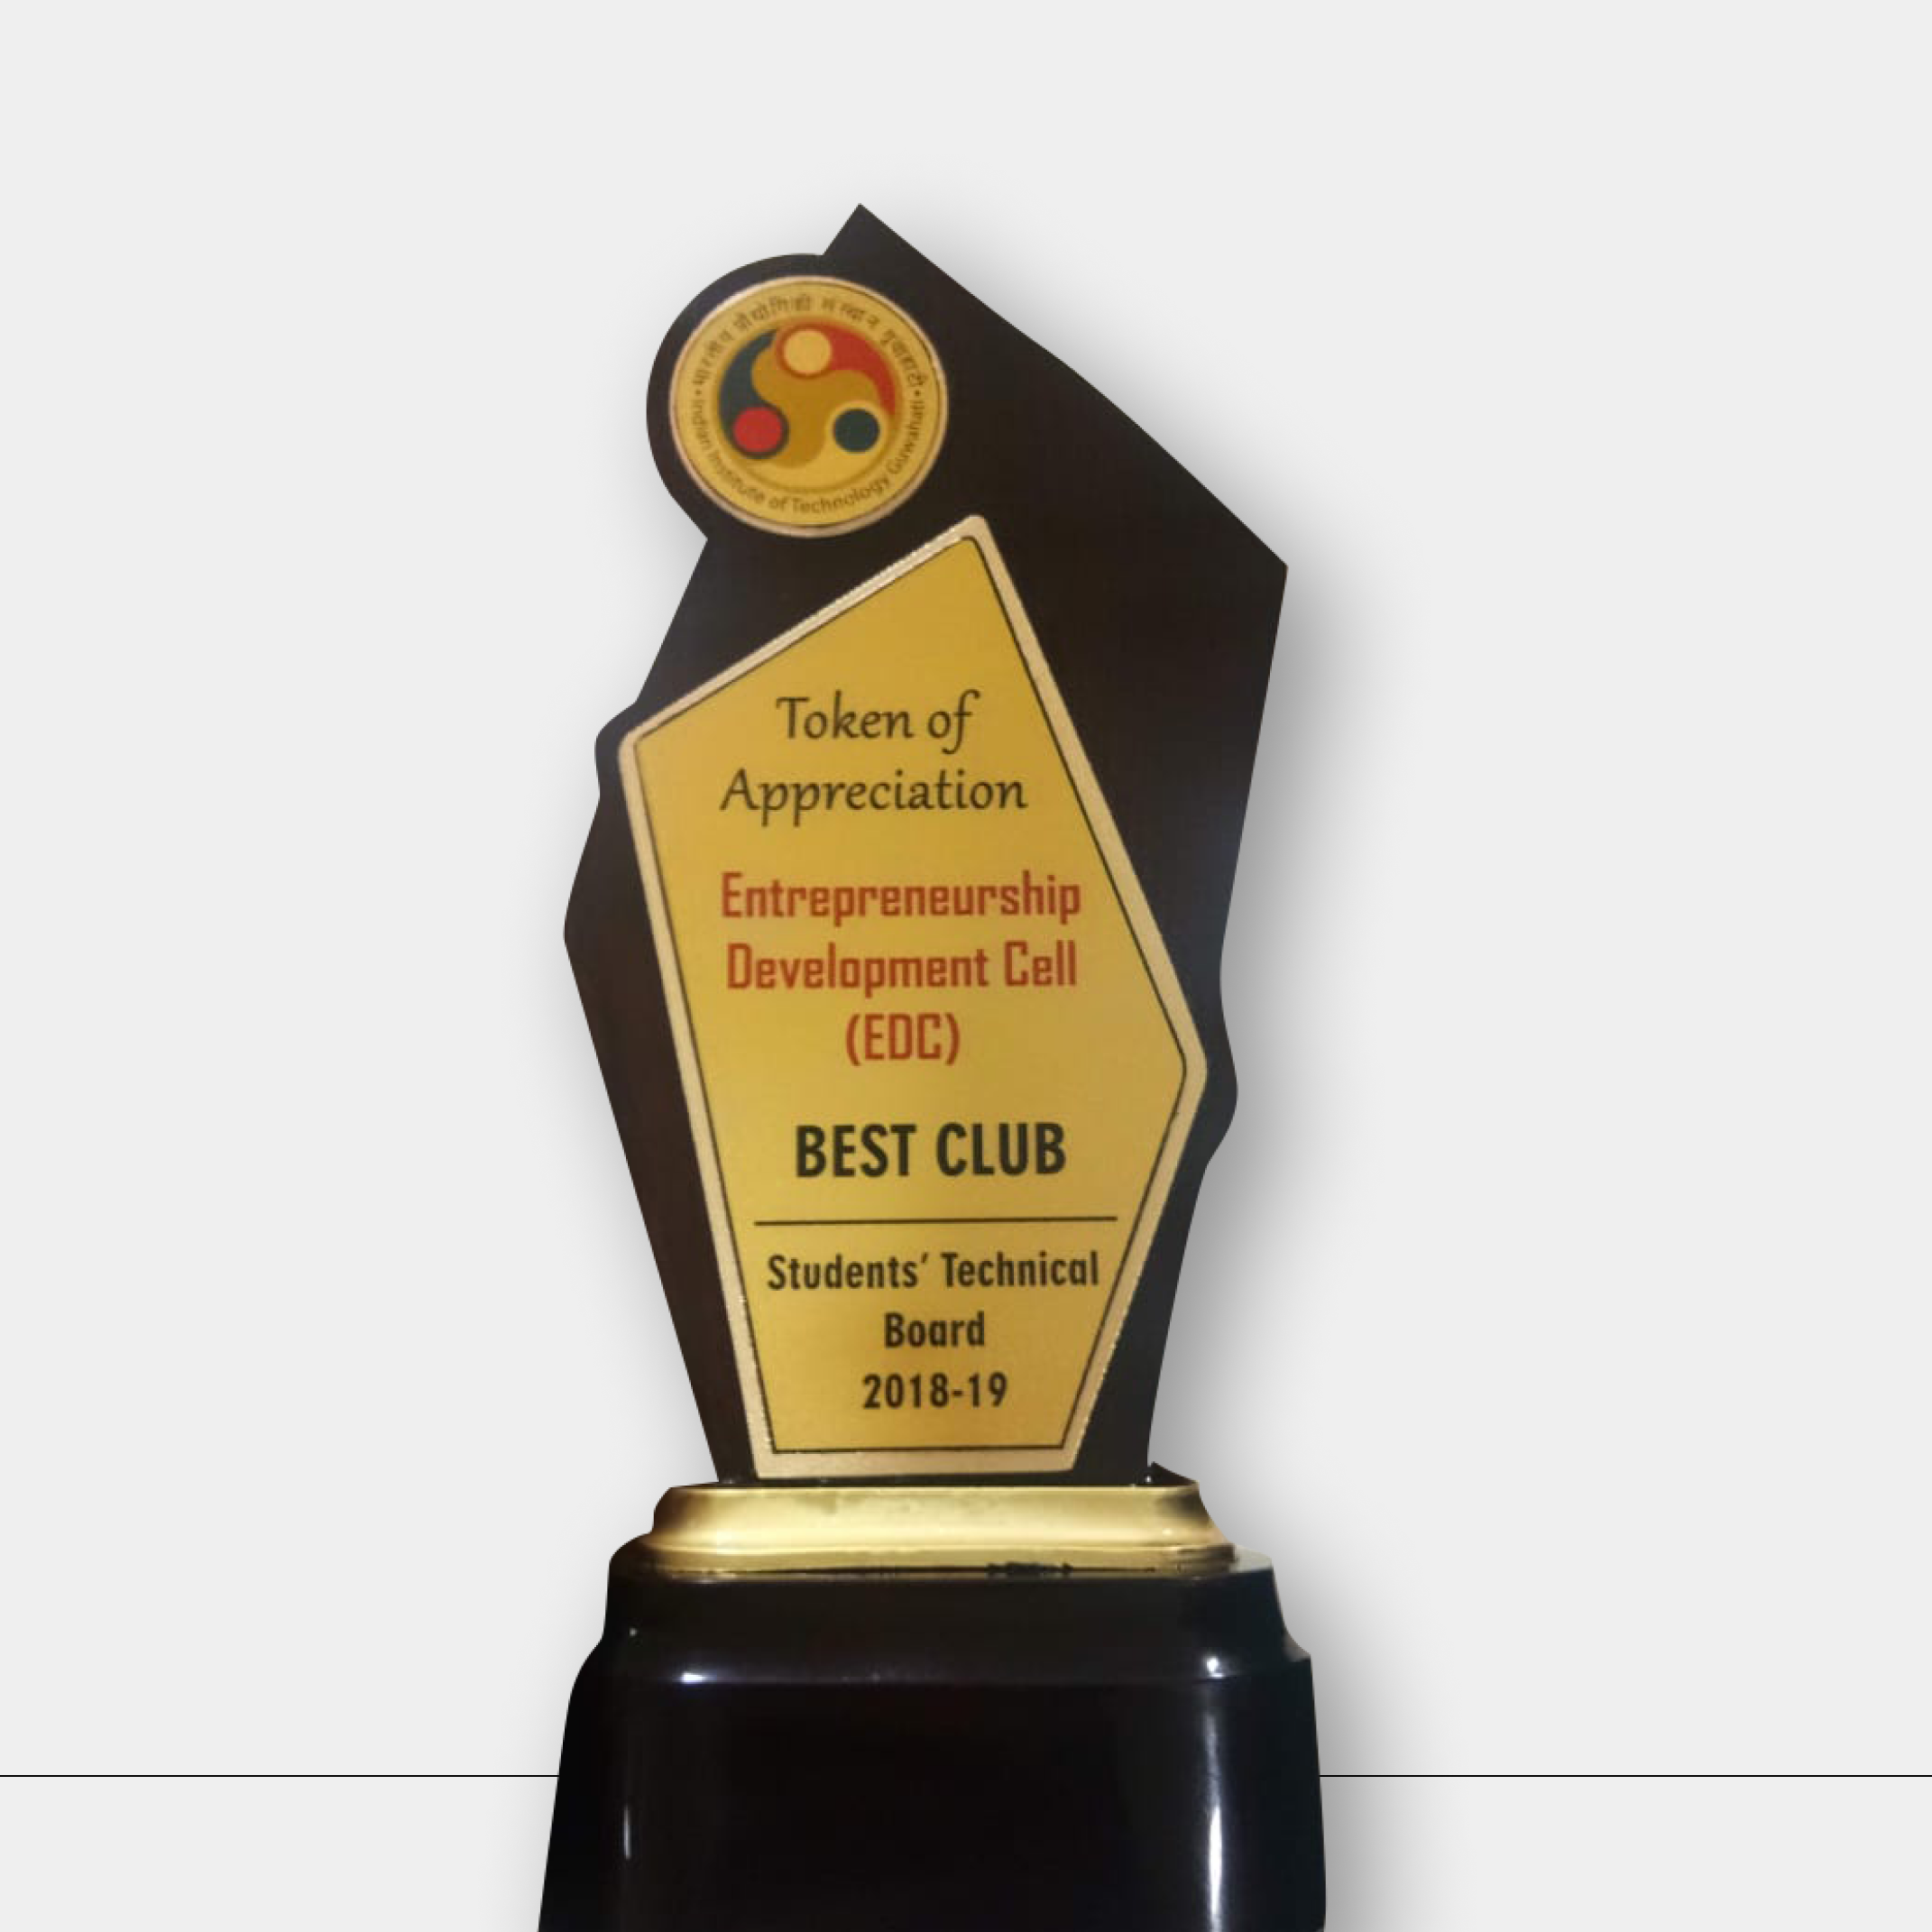 भारतीय प्रौद्योगिकी संस्थान गुवाहाटी
Indian Institute of Technology Guwahati
Token of
Appreciation
Entrepreneurship
Development Cell
(EDC)
BEST CLUB
Students' Technical
Board
2018-19